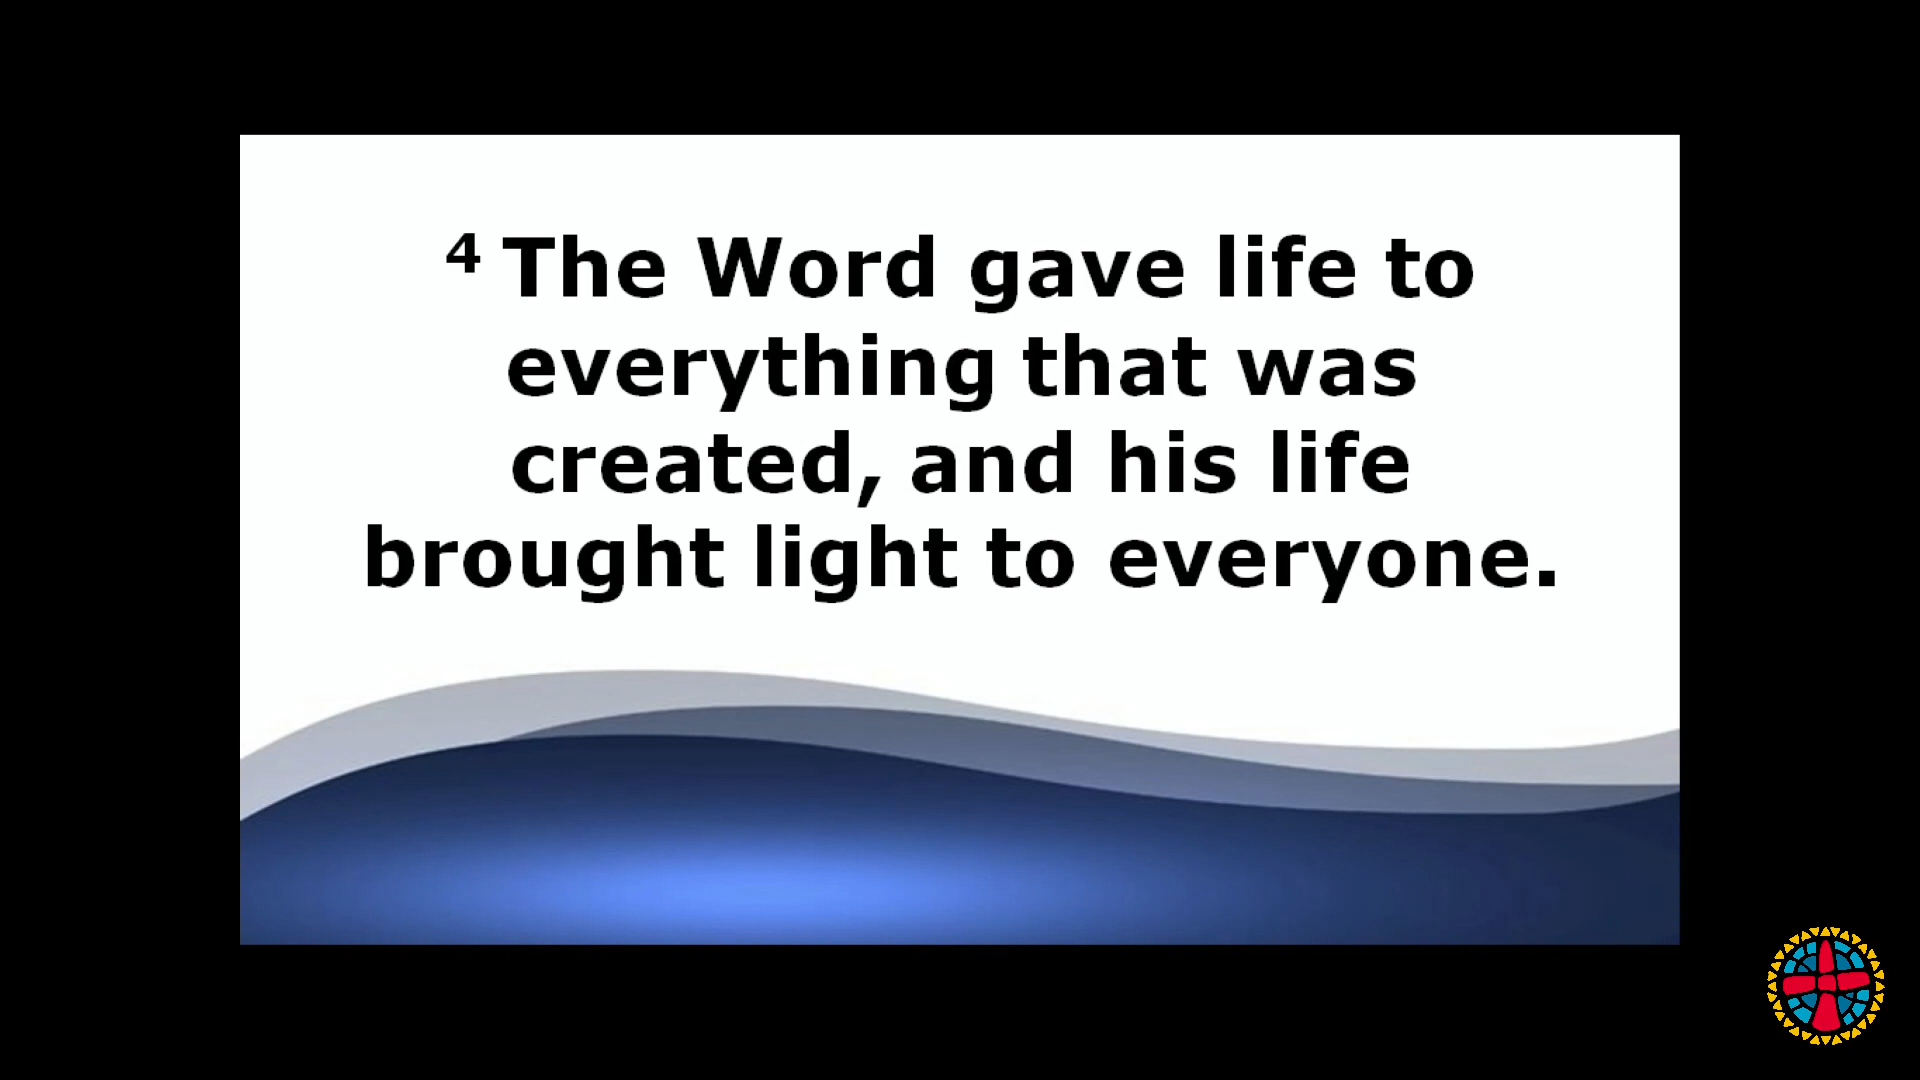 4 The Word gave life to
everything that was
created, and his life
brought light to everyone.